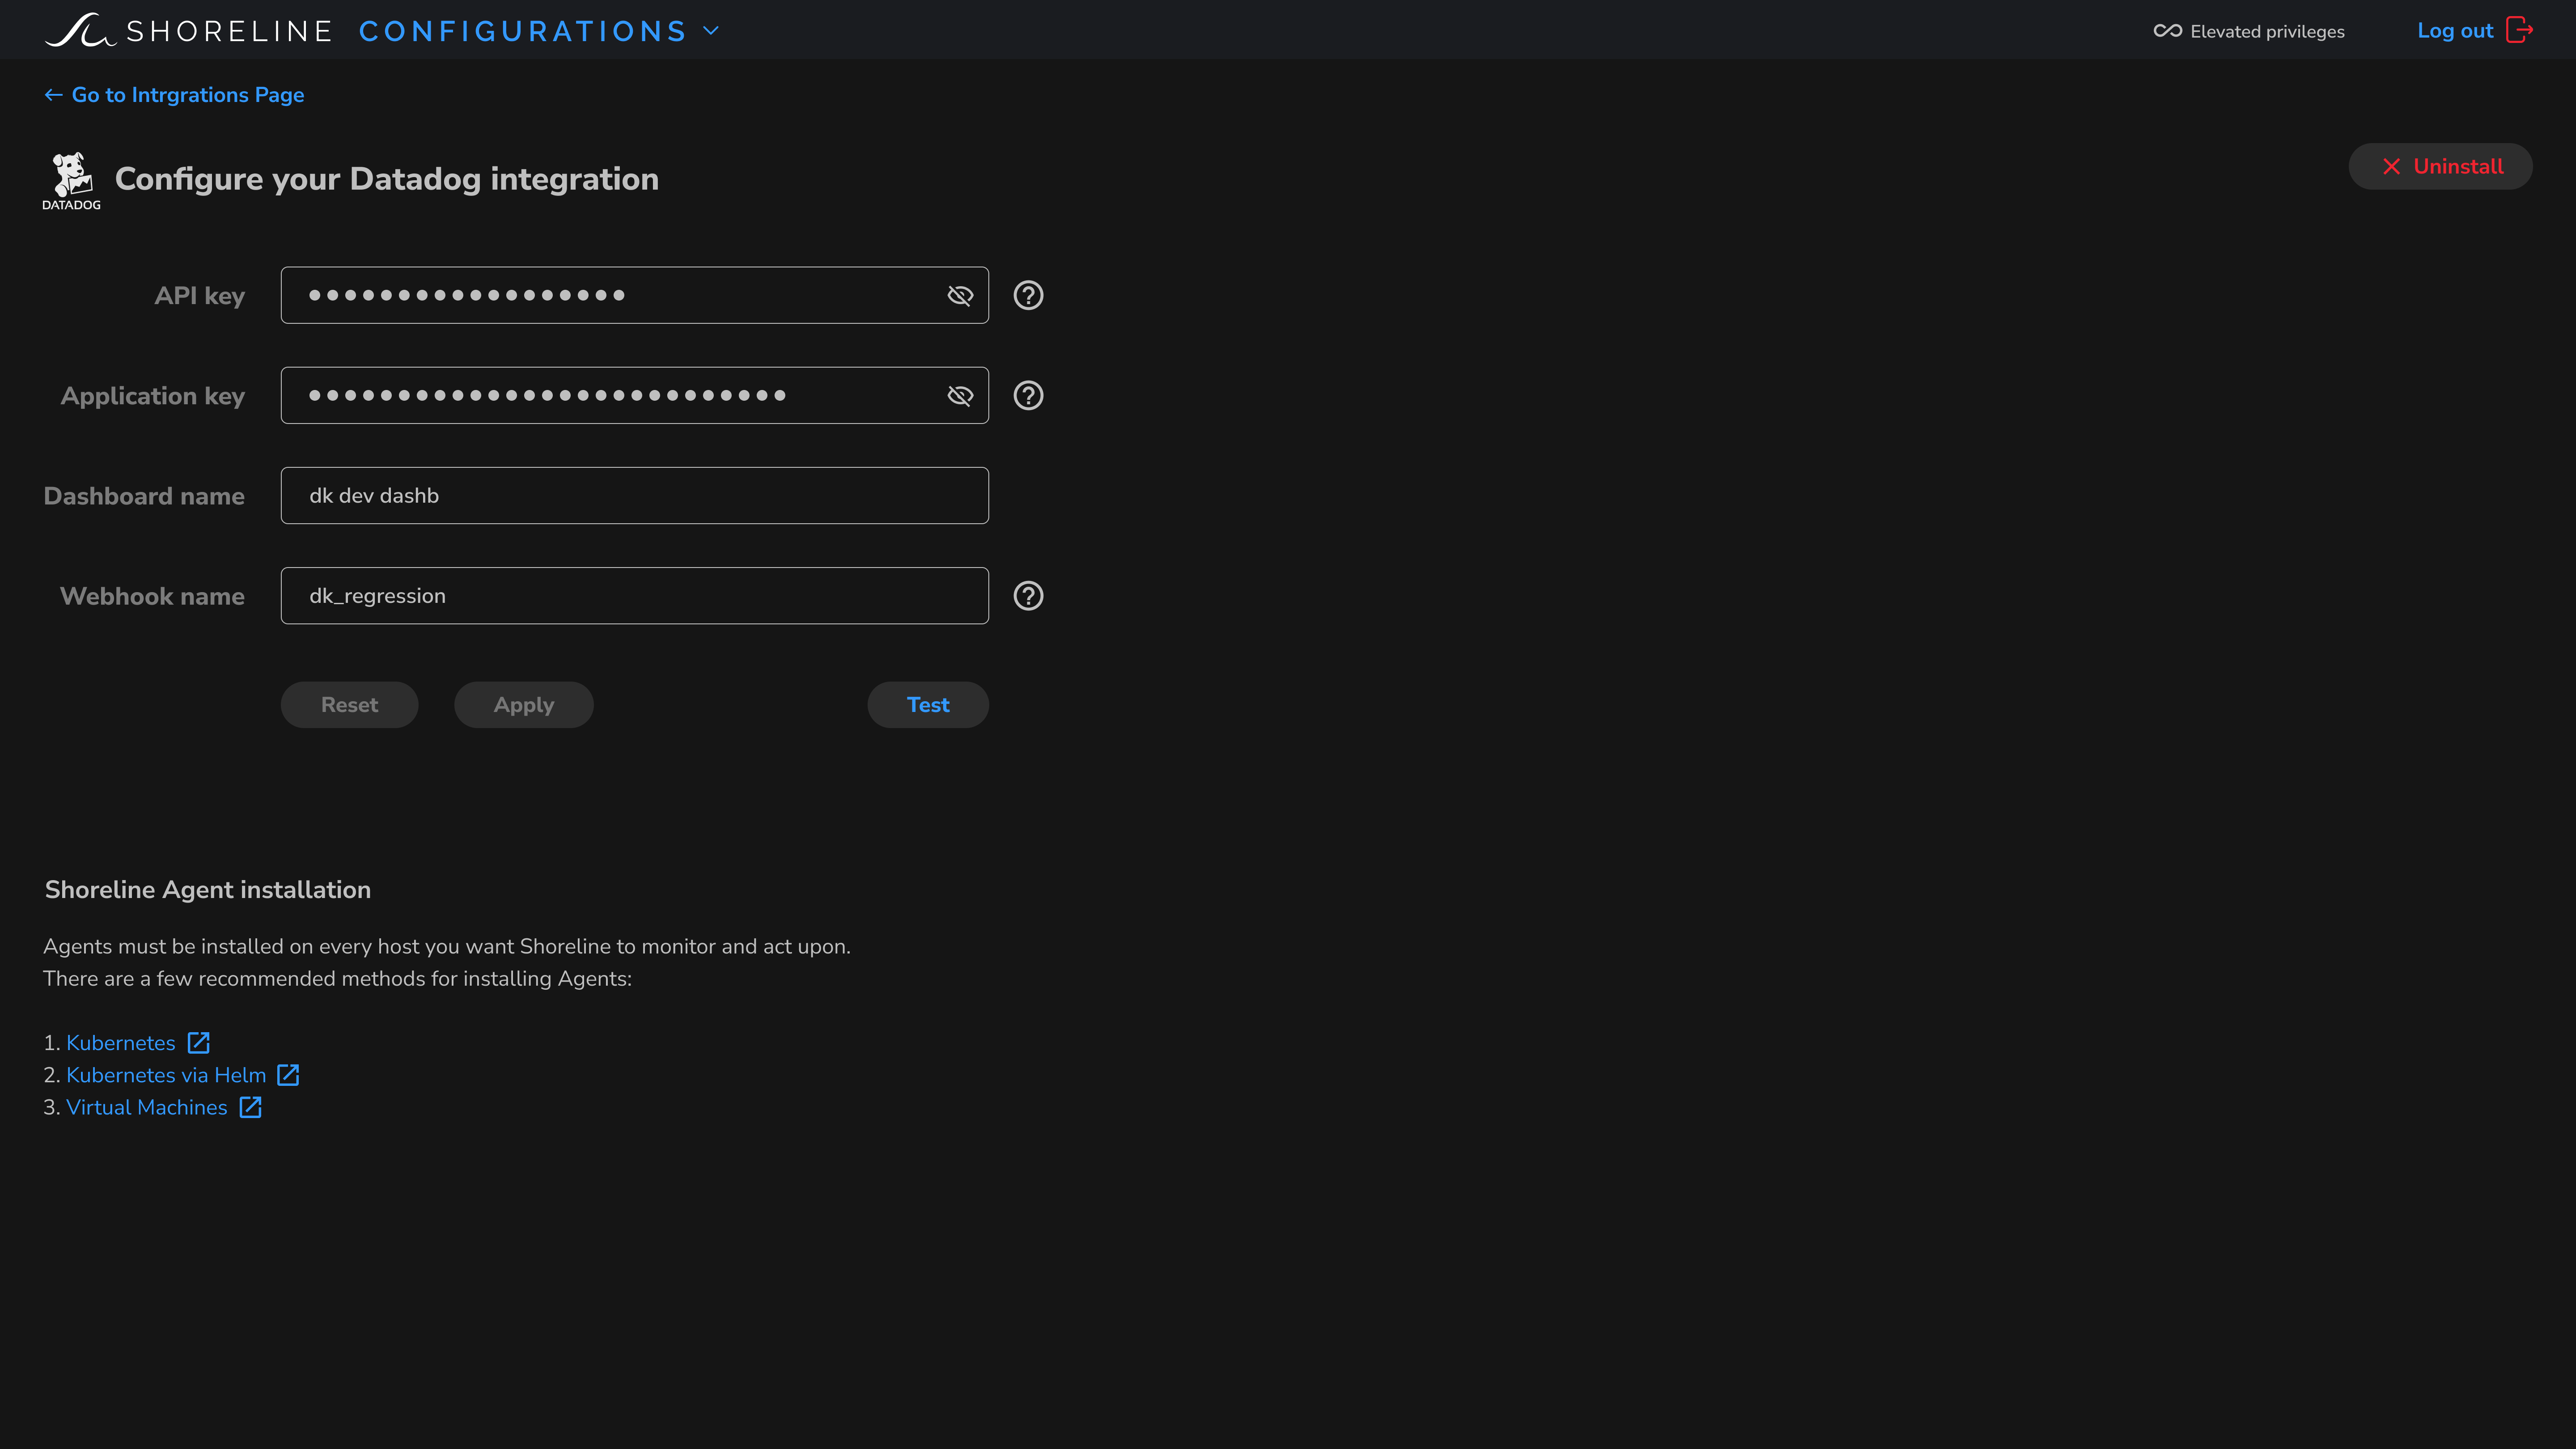 SHORELINE CONFIGURATIONS Elevated privileges Log out
Go to Intrgrations Page
DATADOG Configure your Datadog integration
Uninstall
API key
Application key
Dashboard name dk dev dashb
Webhook name dk_regression
Reset Apply Test
Shoreline Agent installation
Agents must be installed on every host you want Shoreline to monitor and act upon.
There are a few recommended methods for installing Agents:
1. Kubernetes
2. Kubernetes via Helm
3. Virtual Machines